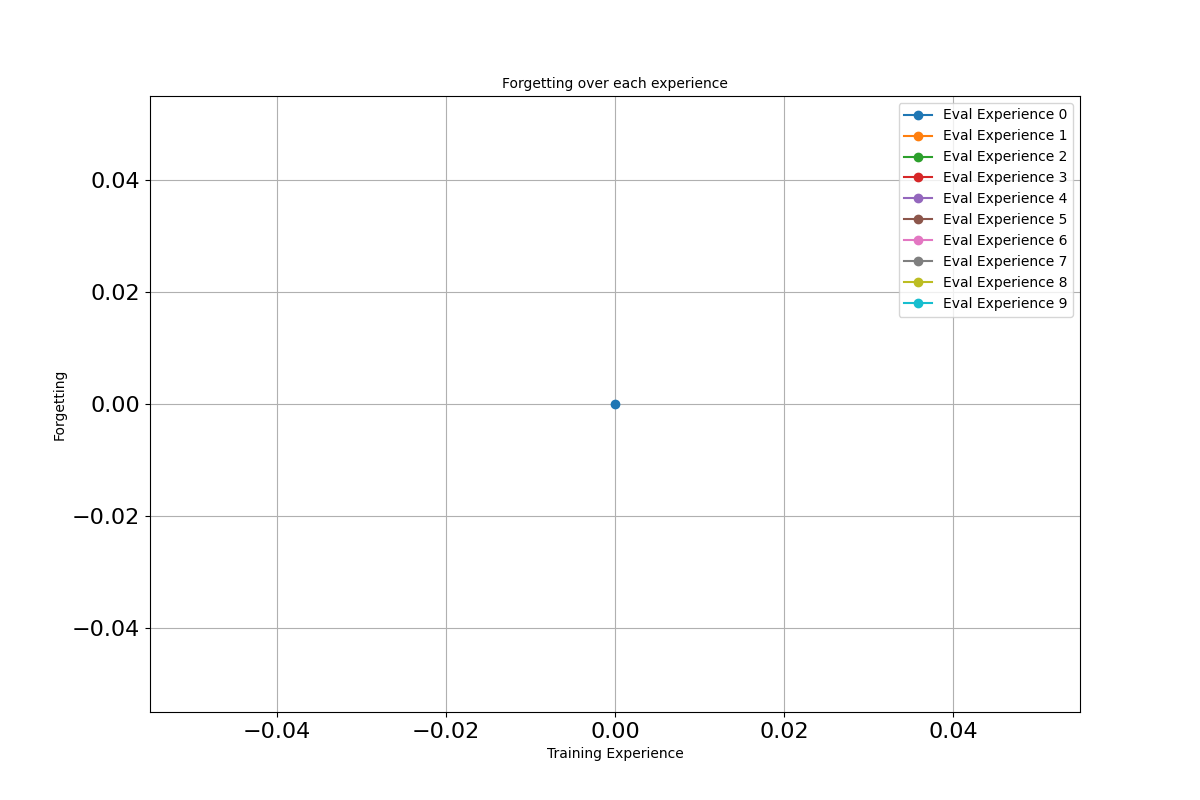 Forgetting over each experience
Eval Experience 0
Eval Experience 1
Eval Experience 2
Eval Experience 3
Eval Experience 4
Eval Experience 5
Eval Experience 6
Eval Experience 7
Eval Experience 8
Eval Experience 9
Forgetting
0.04
0.02
0.00
−0.02
−0.04
−0.04 −0.02 0.00 0.02 0.04
Training Experience